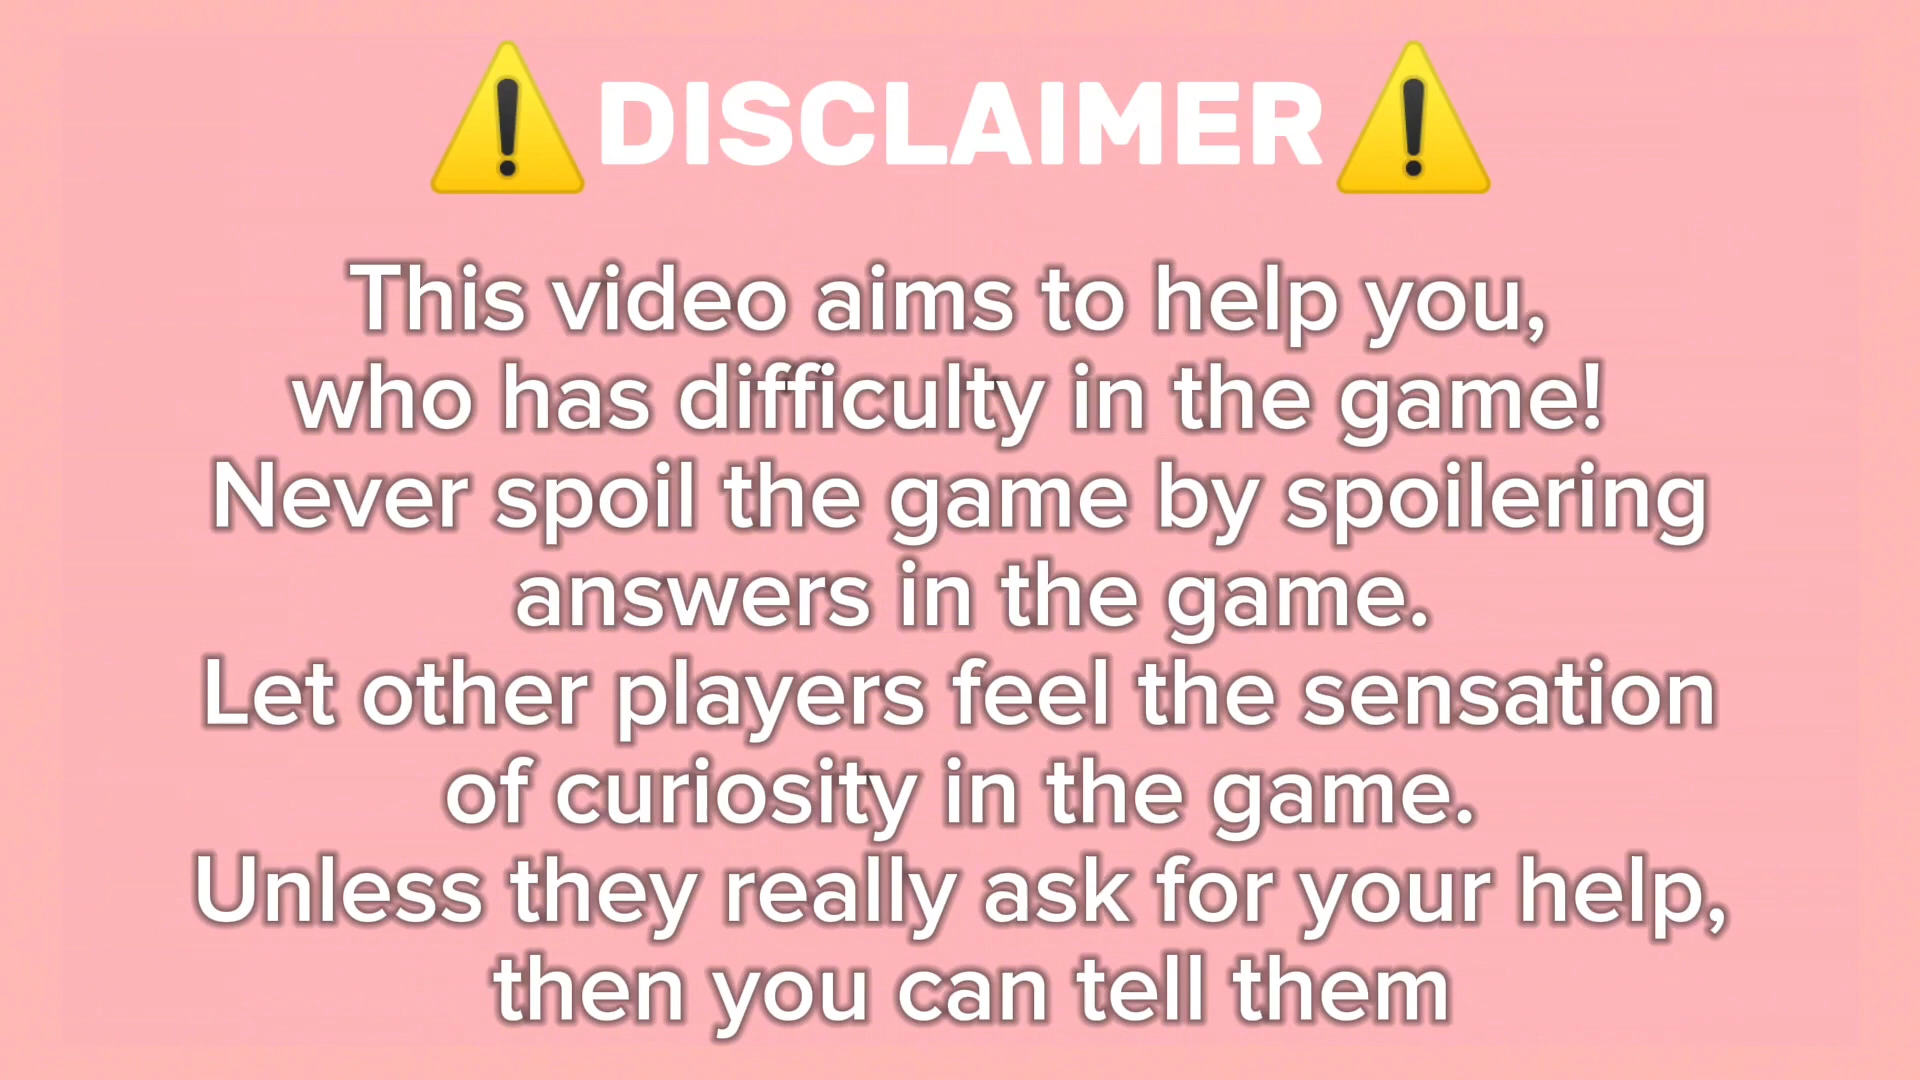 ⚠️DISCLAIMER⚠️
This video aims to help you,
who has difficulty in the game!
Never spoil the game by spoilering
answers in the game.
Let other players feel the sensation
of curiosity in the game.
Unless they really ask for your help,
then you can tell them